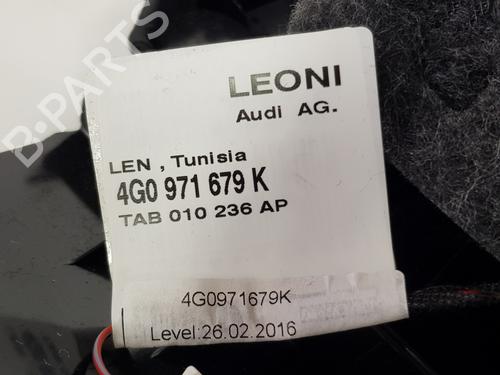 LEONI
Audi AG.
LEN , Tunisia
4G0 971 679 K
TAB 010 236 AP
4G0971679K
Level:26.02.2016
B-PARTS